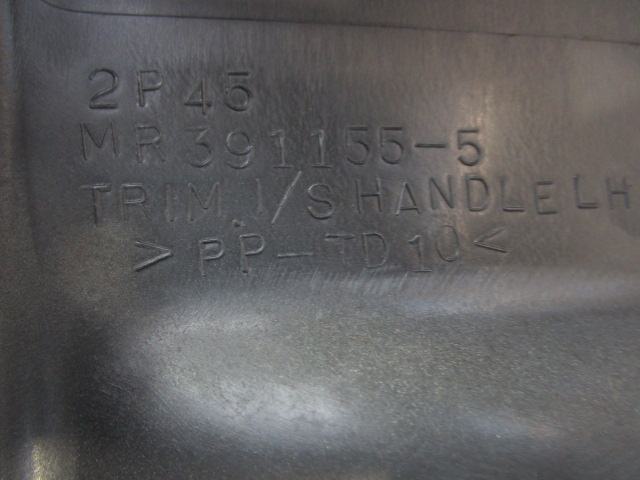 2P45
MR391155-5
TRIM,I/S HANDLE LH
>PP-TD10<